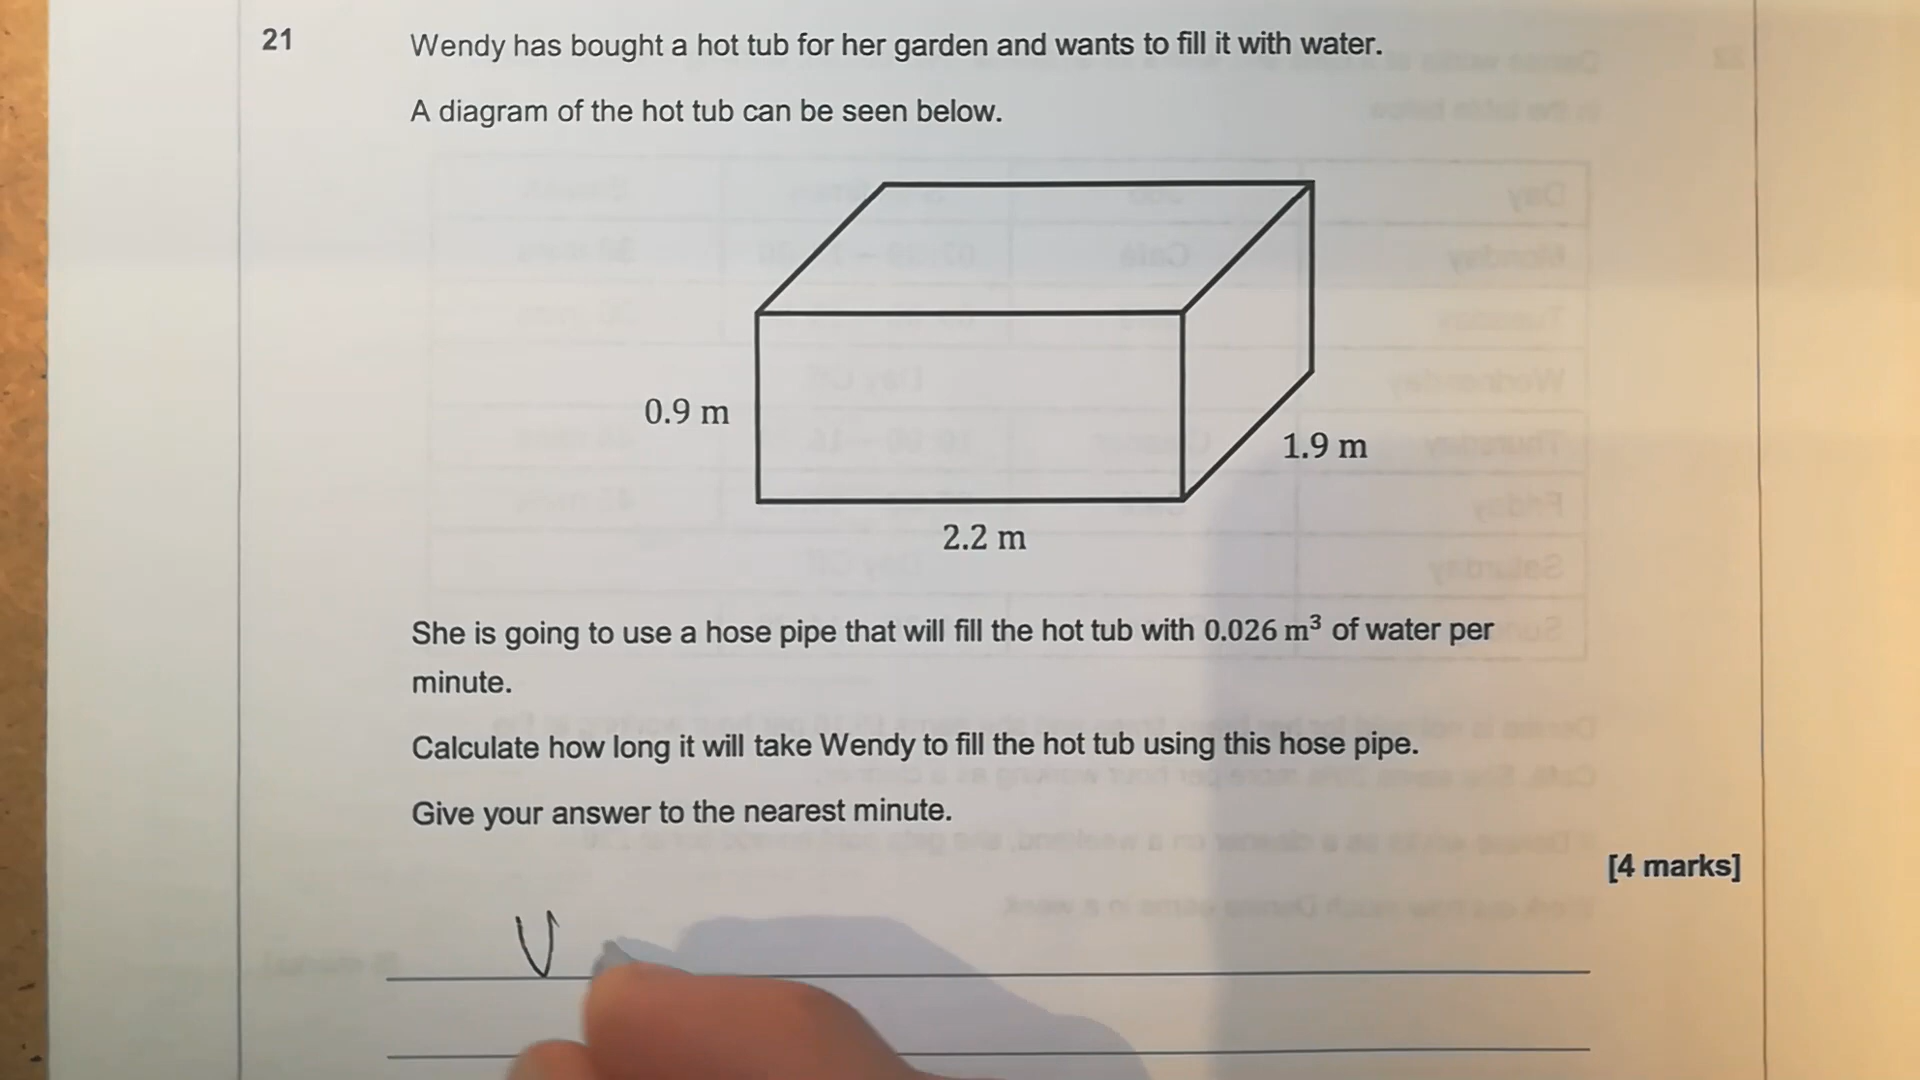 21 Wendy has bought a hot tub for her garden and wants to fill it with water.
A diagram of the hot tub can be seen below.
0.9 m
1.9 m
2.2 m
She is going to use a hose pipe that will fill the hot tub with 0.026 m³ of water per
minute.
Calculate how long it will take Wendy to fill the hot tub using this hose pipe.
Give your answer to the nearest minute.
[4 marks]
V